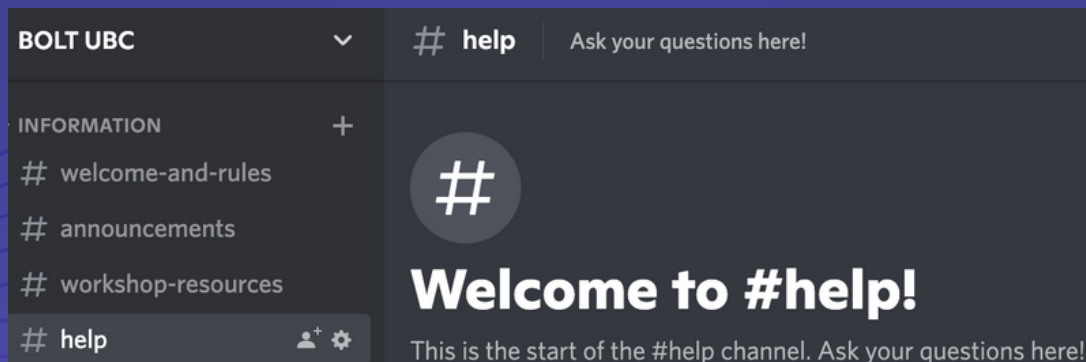 BOLT UBC
INFORMATION
# welcome-and-rules
# announcements
# workshop-resources
# help
# help
Ask your questions here!
#
Welcome to #help!
This is the start of the #help channel. Ask your questions here!